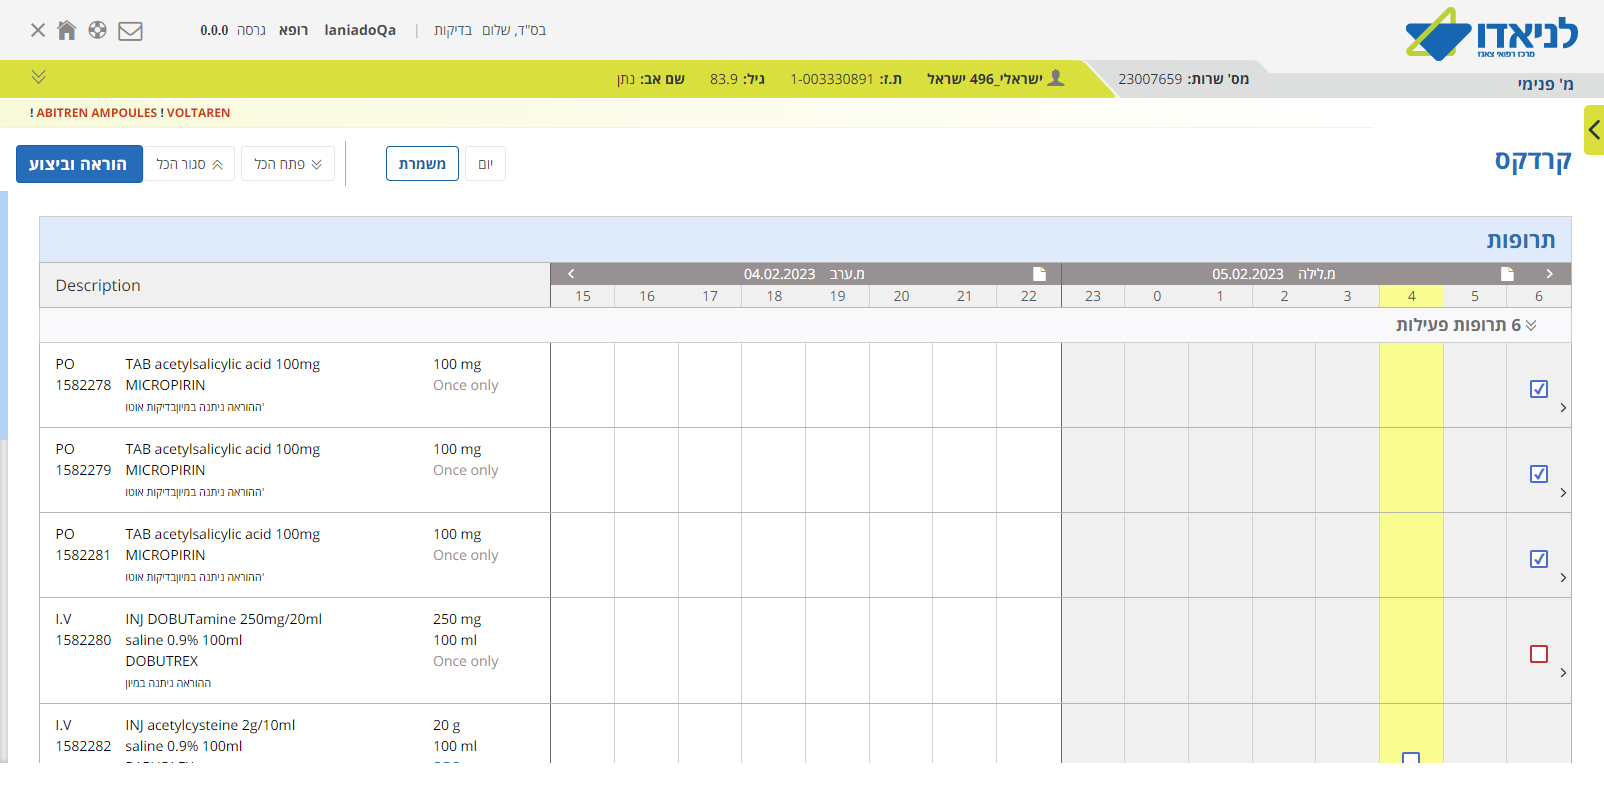 לניאדו
מרכז רפואי צאנז
בס"ד, שלום בדיקות | laniadoQa רופא גרסה 0.0.0
מ' פנימי
מס' שרות: 23007659
ישראלי_496 ישראל ת.ז: 1-003330891 גיל: 83.9 שם אב: נתן
! ABITREN AMPOULES ! VOLTAREN
קרדקס
יום משמרת פתח הכל סגור הכל הוראה וביצוע
תרופות
Description
מ.ערב 04.02.2023
מ.לילה 05.02.2023
15 16 17 18 19 20 21 22 23 0 1 2 3 4 5 6
6 תרופות פעילות
PO TAB acetylsalicylic acid 100mg 100 mg
1582278 MICROPIRIN Once only
ההוראה ניתנה במיוןבדיקות אוטו'
PO TAB acetylsalicylic acid 100mg 100 mg
1582279 MICROPIRIN Once only
ההוראה ניתנה במיוןבדיקות אוטו'
PO TAB acetylsalicylic acid 100mg 100 mg
1582281 MICROPIRIN Once only
ההוראה ניתנה במיוןבדיקות אוטו'
I.V INJ DOBUTamine 250mg/20ml 250 mg
1582280 saline 0.9% 100ml 100 ml
DOBUTREX Once only
ההוראה ניתנה במיון
I.V INJ acetylcysteine 2g/10ml 20 g
1582282 saline 0.9% 100ml 100 ml